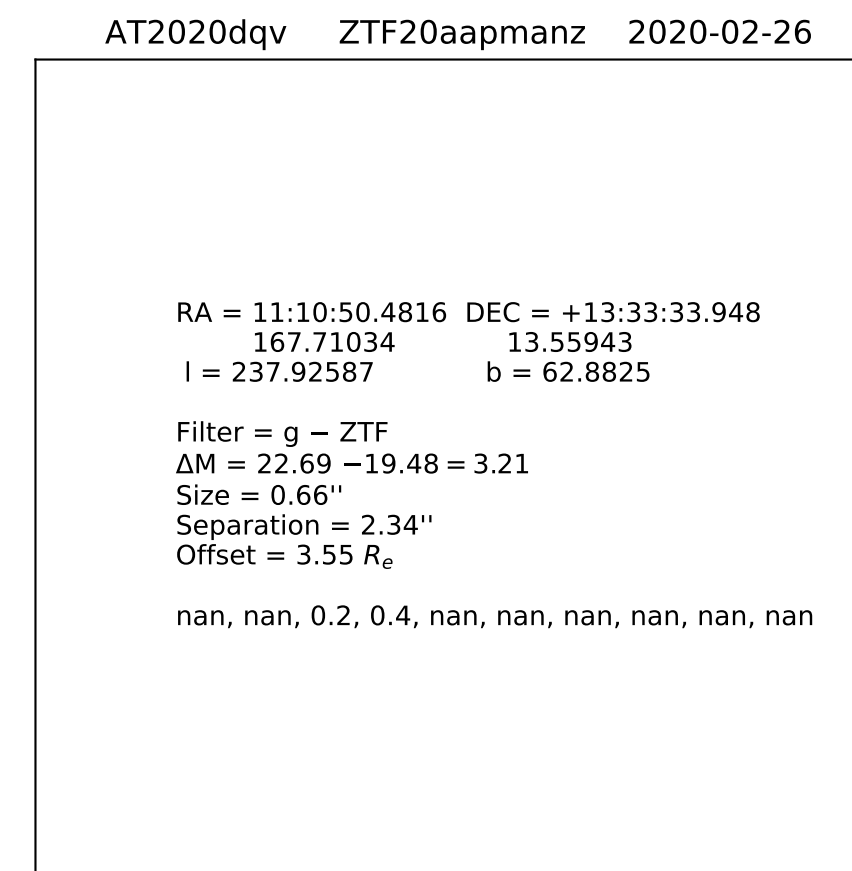 AT2020dqv ZTF20aapmanz 2020-02-26
RA = 11:10:50.4816 DEC = +13:33:33.948
167.71034 13.55943
l = 237.92587 b = 62.8825
Filter = g − ZTF
ΔM = 22.69 −19.48 = 3.21
Size = 0.66''
Separation = 2.34''
Offset = 3.55 Rₑ
nan, nan, 0.2, 0.4, nan, nan, nan, nan, nan, nan